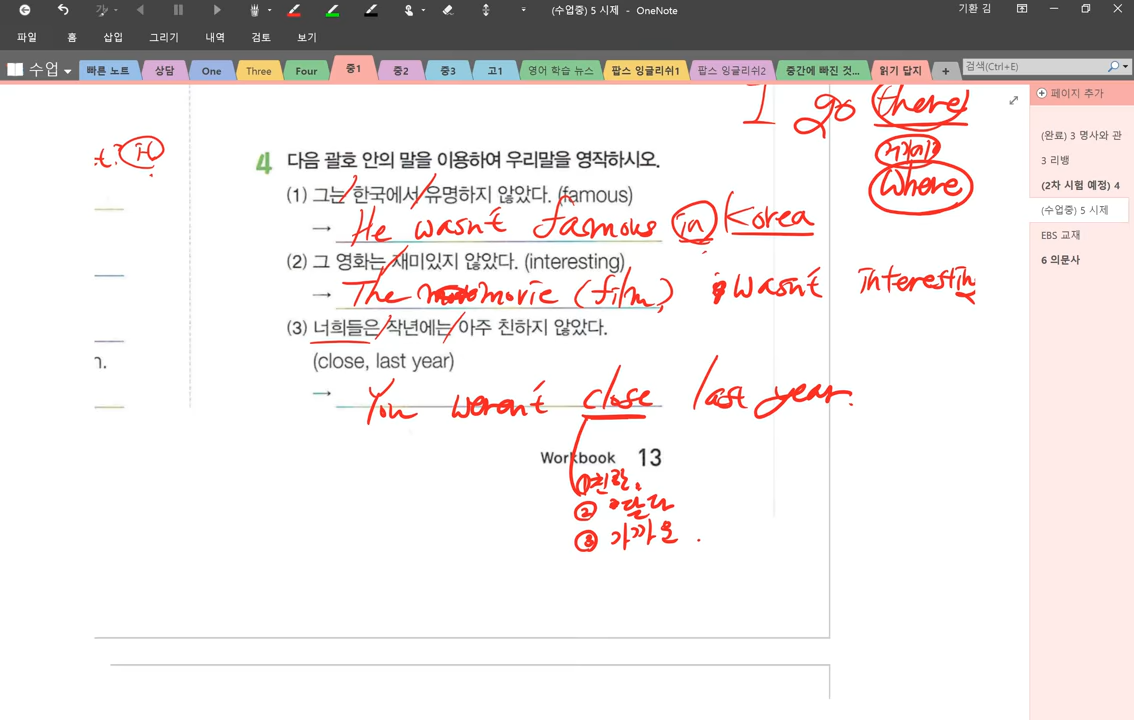 (수업중) 5 시제 - OneNote
기환 김
파일 홈 삽입 그리기 내역 검토 보기
수업 빠른 노트 상담 One Three Four 중1 중2 중3 고1 영어 학습 뉴스 팝스 잉글리쉬1 팝스 잉글리쉬2 중간에 빠진 것... 읽기 답지 +
검색(Ctrl+E)
페이지 추가
(완료) 3 명사와 관
3 리뱅
(2차 시험 예정) 4
(수업중) 5 시제
EBS 교재
6 의문사
I go there
거기
where
t.
4 다음 괄호 안의 말을 이용하여 우리말을 영작하시오.
(1) 그는 한국에서 유명하지 않았다. (famous)
→ He wasn't famous in Korea
(2) 그 영화는 재미있지 않았다. (interesting)
→ The movie (film) wasn't interestin
(3) 너희들은 작년에는 아주 친하지 않았다.
(close, last year)
→ You weren't close last year.
n.
Workbook 13
① 친한.
② 닫다
③ 가까운.